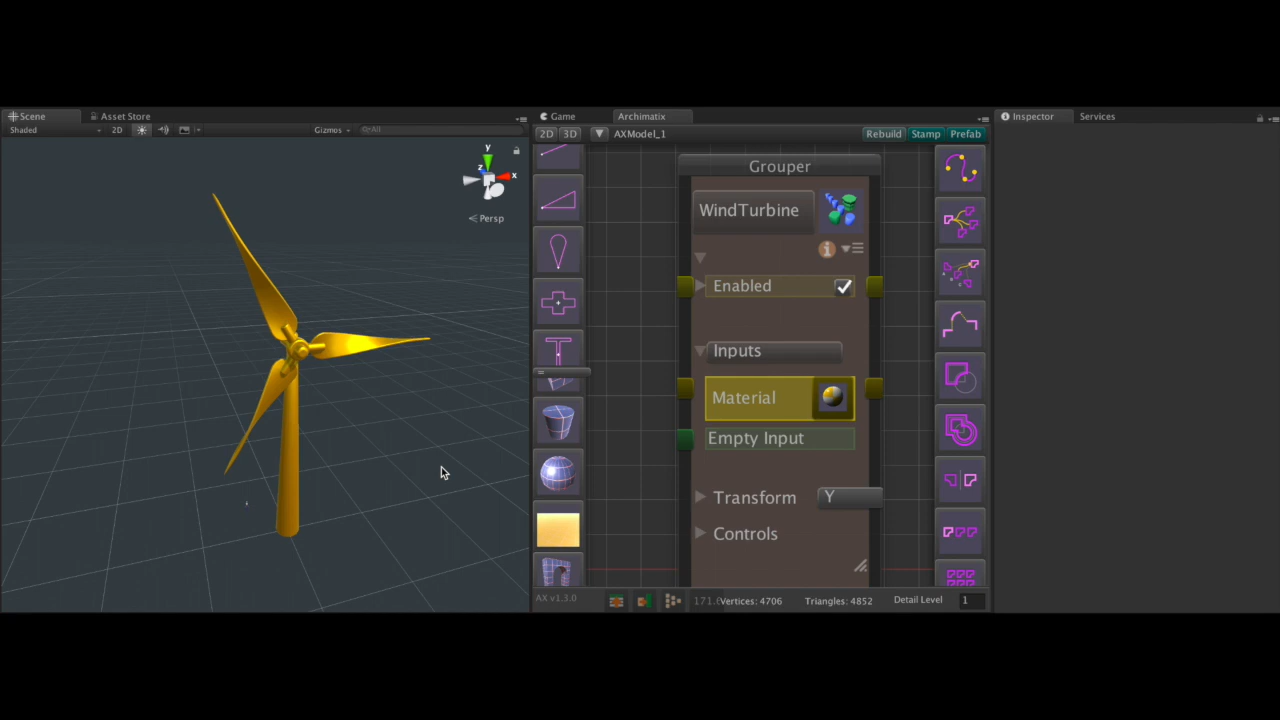 Scene
Asset Store
Shaded
2D
Gizmos
All
y
z
x
Persp
Game
Archimatix
2D
3D
AXModel_1
Rebuild
Stamp
Prefab
Grouper
WindTurbine
Enabled
Inputs
Material
Empty Input
Transform
Y
Controls
AX v1.3.0
Vertices: 4706
Triangles: 4852
Detail Level
1
Inspector
Services